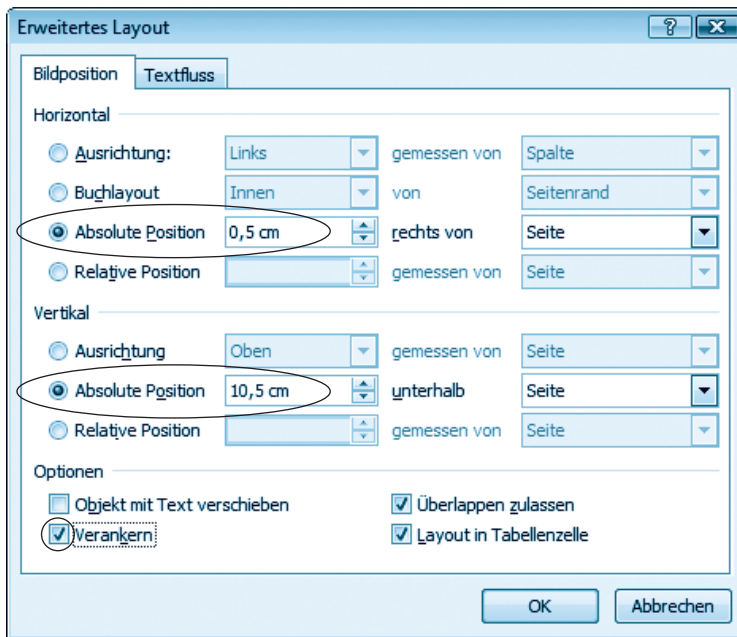 Erweitertes Layout
Bildposition Textfluss
Horizontal
Ausrichtung: Links gemessen von Spalte
Buchlayout Innen von Seitenrand
Absolute Position 0,5 cm rechts von Seite
Relative Position gemessen von Seite
Vertikal
Ausrichtung Oben gemessen von Seite
Absolute Position 10,5 cm unterhalb Seite
Relative Position gemessen von Seite
Optionen
Objekt mit Text verschieben Überlappen zulassen
Verankern Layout in Tabellenzelle
OK Abbrechen